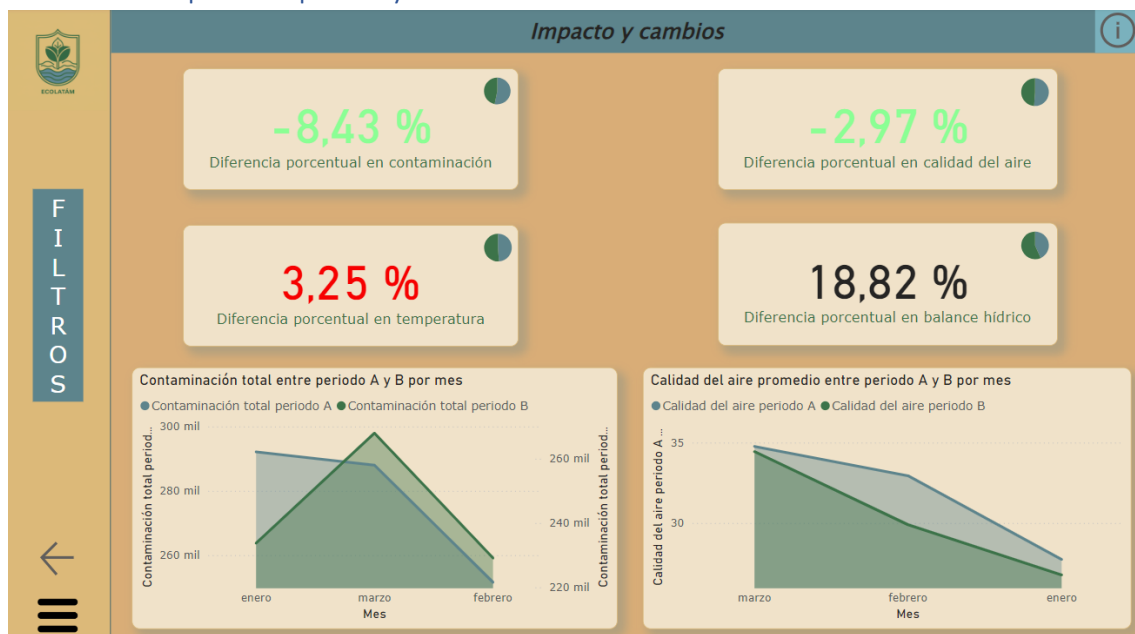 Impacto y cambios
i
ECOLATÁM
-8,43 %
Diferencia porcentual en contaminación
-2,97 %
Diferencia porcentual en calidad del aire
FILTROS
3,25 %
Diferencia porcentual en temperatura
18,82 %
Diferencia porcentual en balance hídrico
Contaminación total entre periodo A y B por mes
Contaminación total periodo A Contaminación total periodo B
Contaminación total period...
300 mil
280 mil
260 mil
260 mil
240 mil
220 mil
Contaminación total period...
enero marzo febrero
Mes
Calidad del aire promedio entre periodo A y B por mes
Calidad del aire periodo A Calidad del aire periodo B
Calidad del aire periodo A ...
35
30
marzo febrero enero
Mes